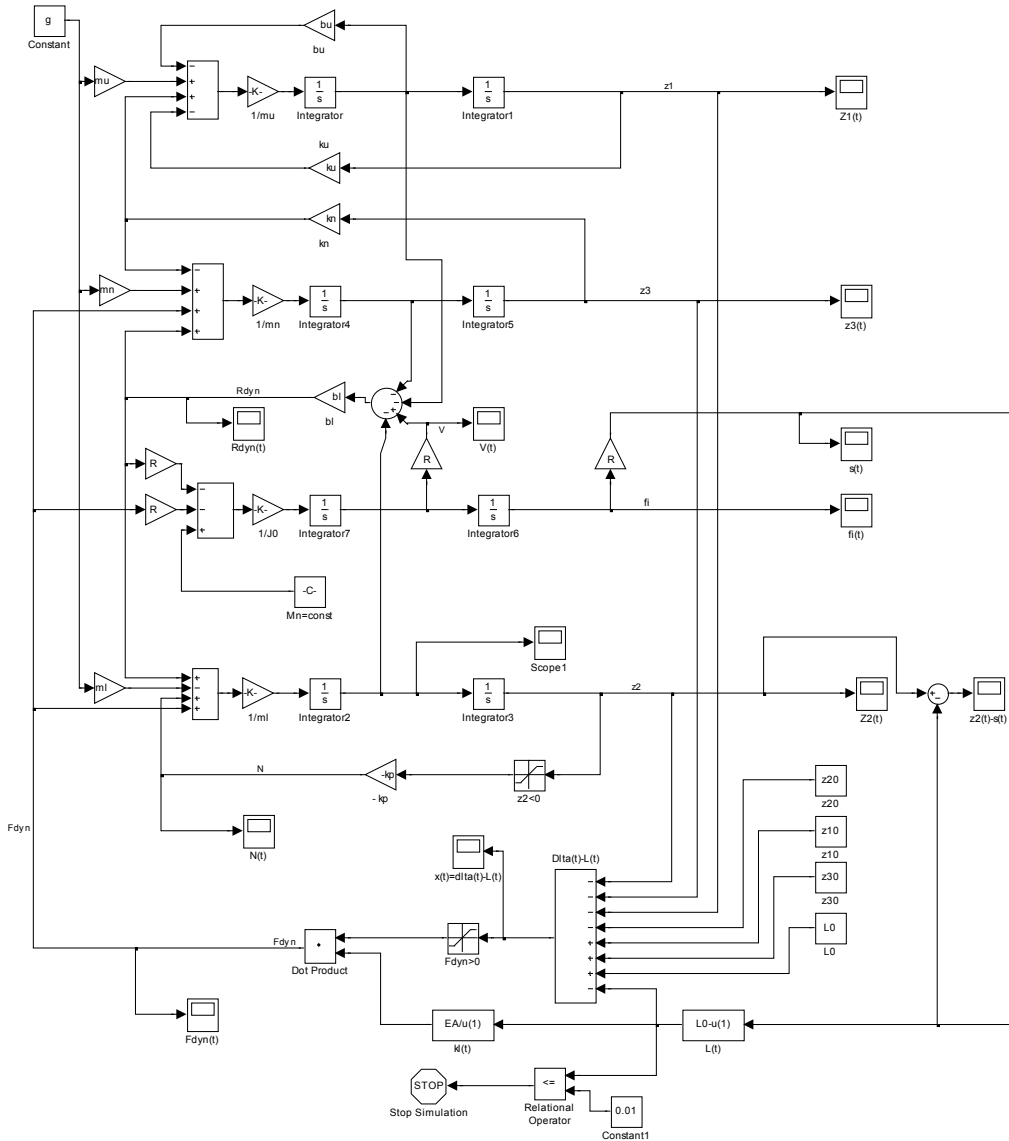 g
Constant
bu
bu
mu
-K-
1/mu
1
s
Integrator
1
s
Integrator1
z1
Z1(t)
ku
ku
kn
kn
mn
-K-
1/mn
1
s
Integrator4
1
s
Integrator5
z3
z3(t)
Rdyn
bl
bl
Rdyn(t)
V
V(t)
R
R
s(t)
R
R
-K-
1/J0
1
s
Integrator7
1
s
Integrator6
fi
fi(t)
-C-
Mn=const
Scope1
ml
-K-
1/ml
1
s
Integrator2
1
s
Integrator3
z2
Z2(t)
z2(t)-s(t)
N
-kp
- kp
z2<0
N(t)
Fdyn
z20
z20
z10
z10
z30
z30
L0
L0
x(t)=dlta(t)-L(t)
Dlta(t)-L(t)
Fdyn>0
Fdyn
Dot Product
Fdyn(t)
EA/u(1)
kl(t)
L0-u(1)
L(t)
STOP
Stop Simulation
<=
Relational
Operator
0.01
Constant1